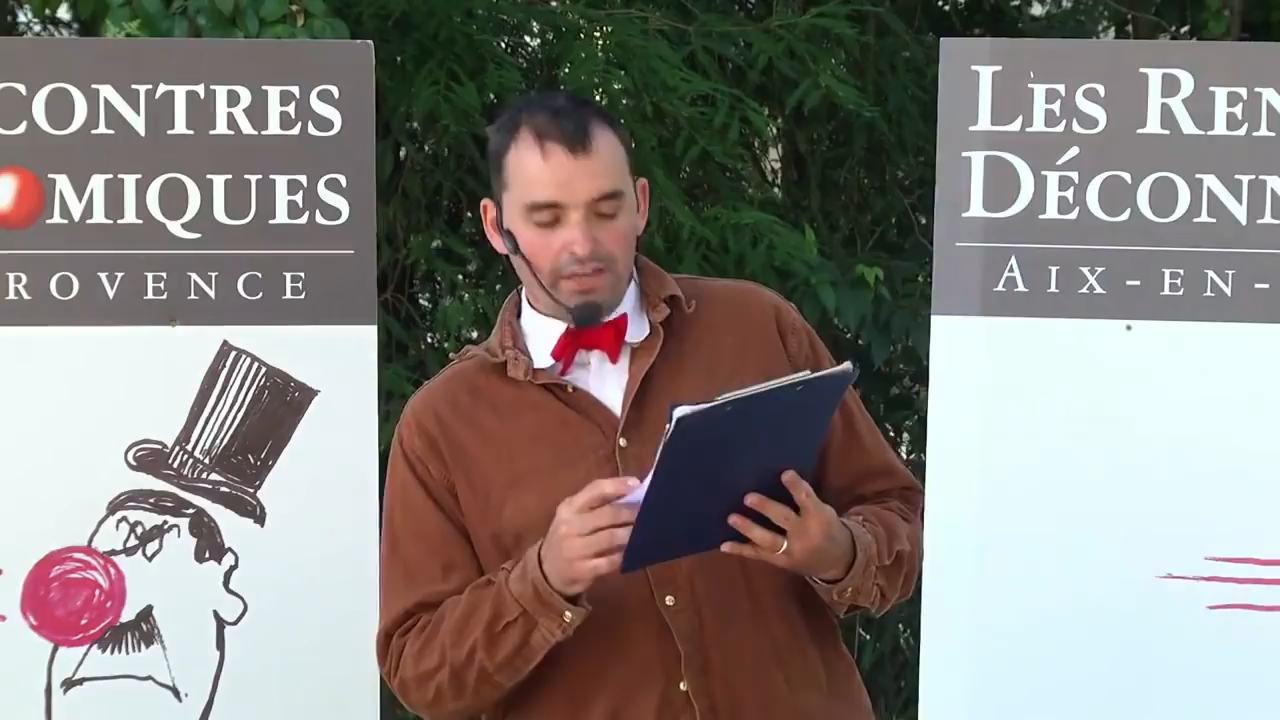 CONTRES
MIQUES
ROVENCE
LES REN
DÉCONN
AIX-EN-